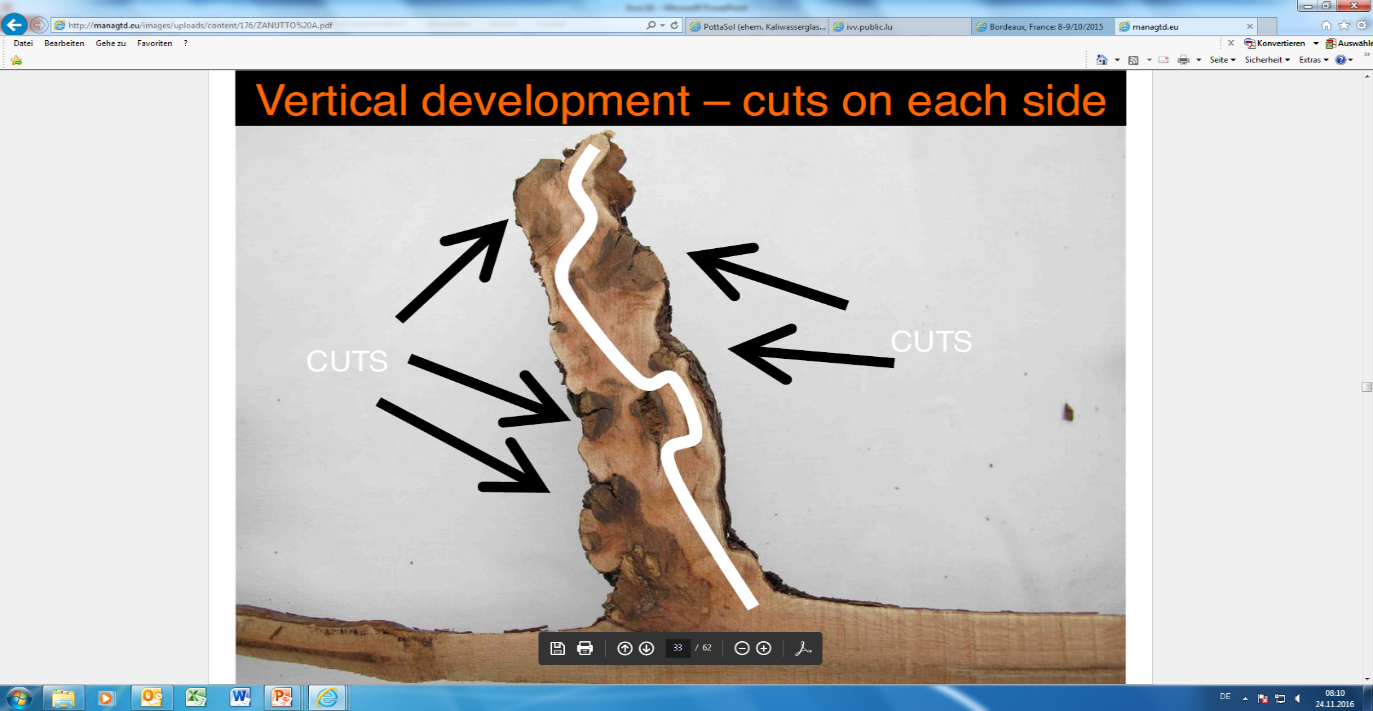 http://managtd.eu/images/uploads/content/176/ZANUTTO%20A.pdf
PottaSol (ehem. Kaliwasserglas...
ivv.public.lu
Bordeaux, France: 8-9/10/2015
managtd.eu
Datei Bearbeiten Gehe zu Favoriten ?
Konvertieren Auswähle
Seite Sicherheit Extras
Vertical development – cuts on each side
CUTS
CUTS
33 / 62
DE
08:10
24.11.2016